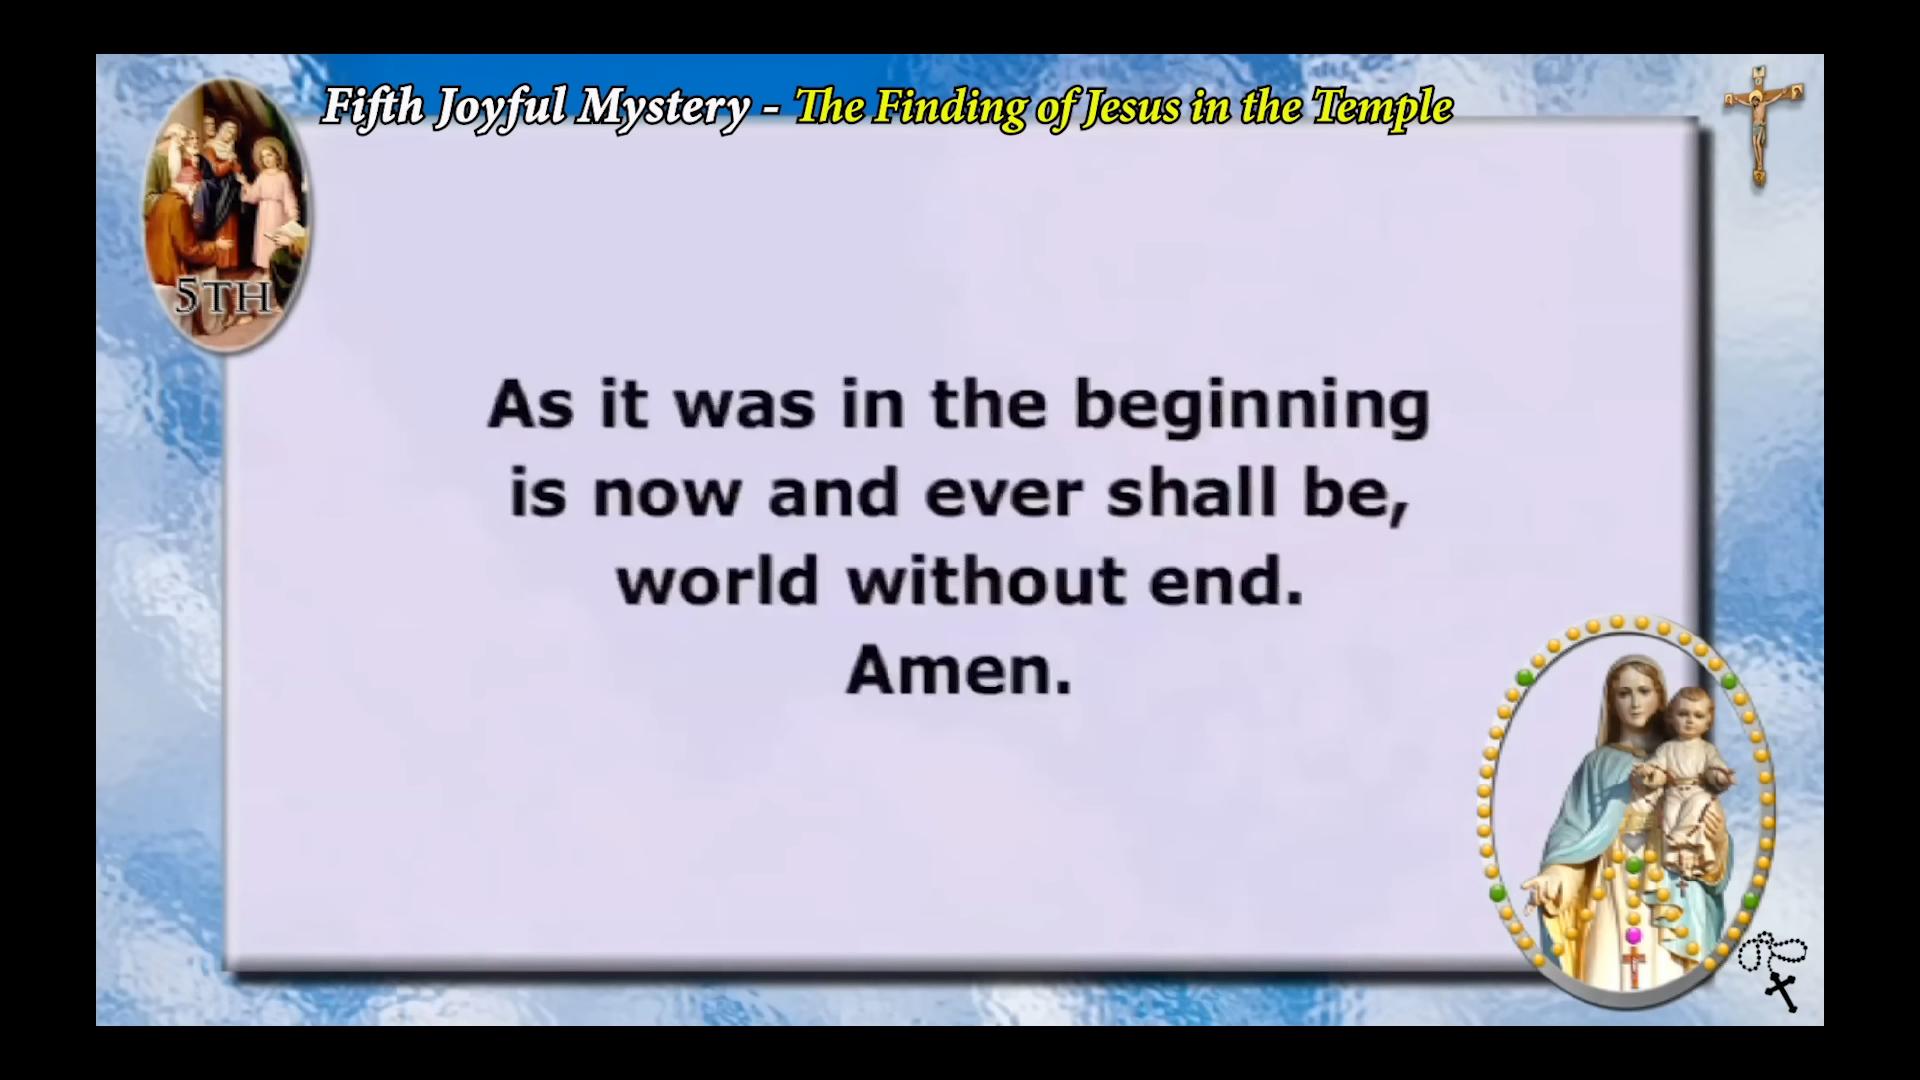 Fifth Joyful Mystery - The Finding of Jesus in the Temple
5TH
As it was in the beginning
is now and ever shall be,
world without end.
Amen.